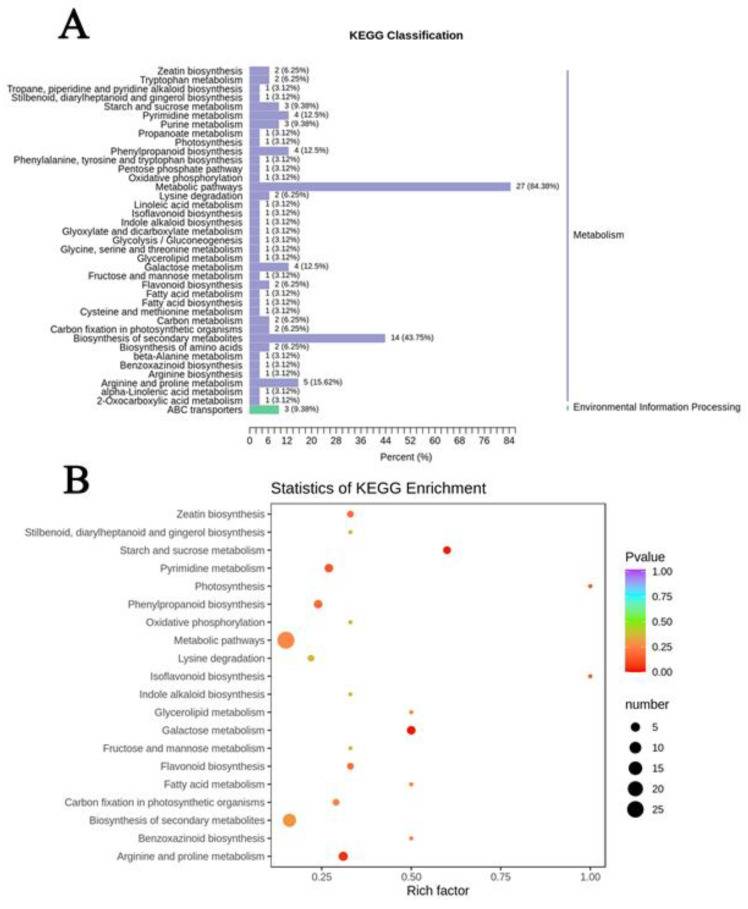 A
KEGG Classification
Zeatin biosynthesis 2 (6.25%)
Tryptophan metabolism 2 (6.25%)
Tropane, piperidine and pyridine alkaloid biosynthesis 1 (3.12%)
Stilbenoid, diarylheptanoid and gingerol biosynthesis 1 (3.12%)
Starch and sucrose metabolism 3 (9.38%)
Pyrimidine metabolism 4 (12.5%)
Purine metabolism 3 (9.38%)
Propanoate metabolism 1 (3.12%)
Photosynthesis 1 (3.12%)
Phenylpropanoid biosynthesis 4 (12.5%)
Phenylalanine, tyrosine and tryptophan biosynthesis 1 (3.12%)
Pentose phosphate pathway 1 (3.12%)
Oxidative phosphorylation 1 (3.12%)
Metabolic pathways 27 (84.38%)
Lysine degradation 2 (6.25%)
Linoleic acid metabolism 1 (3.12%)
Isoflavonoid biosynthesis 1 (3.12%)
Indole alkaloid biosynthesis 1 (3.12%)
Glyoxylate and dicarboxylate metabolism 1 (3.12%)
Glycolysis / Gluconeogenesis 1 (3.12%)
Glycine, serine and threonine metabolism 1 (3.12%)
Glycerolipid metabolism 1 (3.12%)
Galactose metabolism 4 (12.5%)
Fructose and mannose metabolism 1 (3.12%)
Flavonoid biosynthesis 2 (6.25%)
Fatty acid metabolism 1 (3.12%)
Fatty acid biosynthesis 1 (3.12%)
Cysteine and methionine metabolism 1 (3.12%)
Carbon metabolism 2 (6.25%)
Carbon fixation in photosynthetic organisms 2 (6.25%)
Biosynthesis of secondary metabolites 14 (43.75%)
Biosynthesis of amino acids 2 (6.25%)
beta-Alanine metabolism 1 (3.12%)
Benzoxazinoid biosynthesis 1 (3.12%)
Arginine biosynthesis 1 (3.12%)
Arginine and proline metabolism 5 (15.62%)
alpha-Linolenic acid metabolism 1 (3.12%)
2-Oxocarboxylic acid metabolism 1 (3.12%)
ABC transporters 3 (9.38%)
Metabolism
Environmental Information Processing
0 6 12 20 28 36 44 52 60 68 76 84
Percent (%)
B
Statistics of KEGG Enrichment
Zeatin biosynthesis
Stilbenoid, diarylheptanoid and gingerol biosynthesis
Starch and sucrose metabolism
Pyrimidine metabolism
Photosynthesis
Phenylpropanoid biosynthesis
Oxidative phosphorylation
Metabolic pathways
Lysine degradation
Isoflavonoid biosynthesis
Indole alkaloid biosynthesis
Glycerolipid metabolism
Galactose metabolism
Fructose and mannose metabolism
Flavonoid biosynthesis
Fatty acid metabolism
Carbon fixation in photosynthetic organisms
Biosynthesis of secondary metabolites
Benzoxazinoid biosynthesis
Arginine and proline metabolism
0.25 0.50 0.75 1.00
Rich factor
Pvalue
1.00
0.75
0.50
0.25
0.00
number
5
10
15
20
25